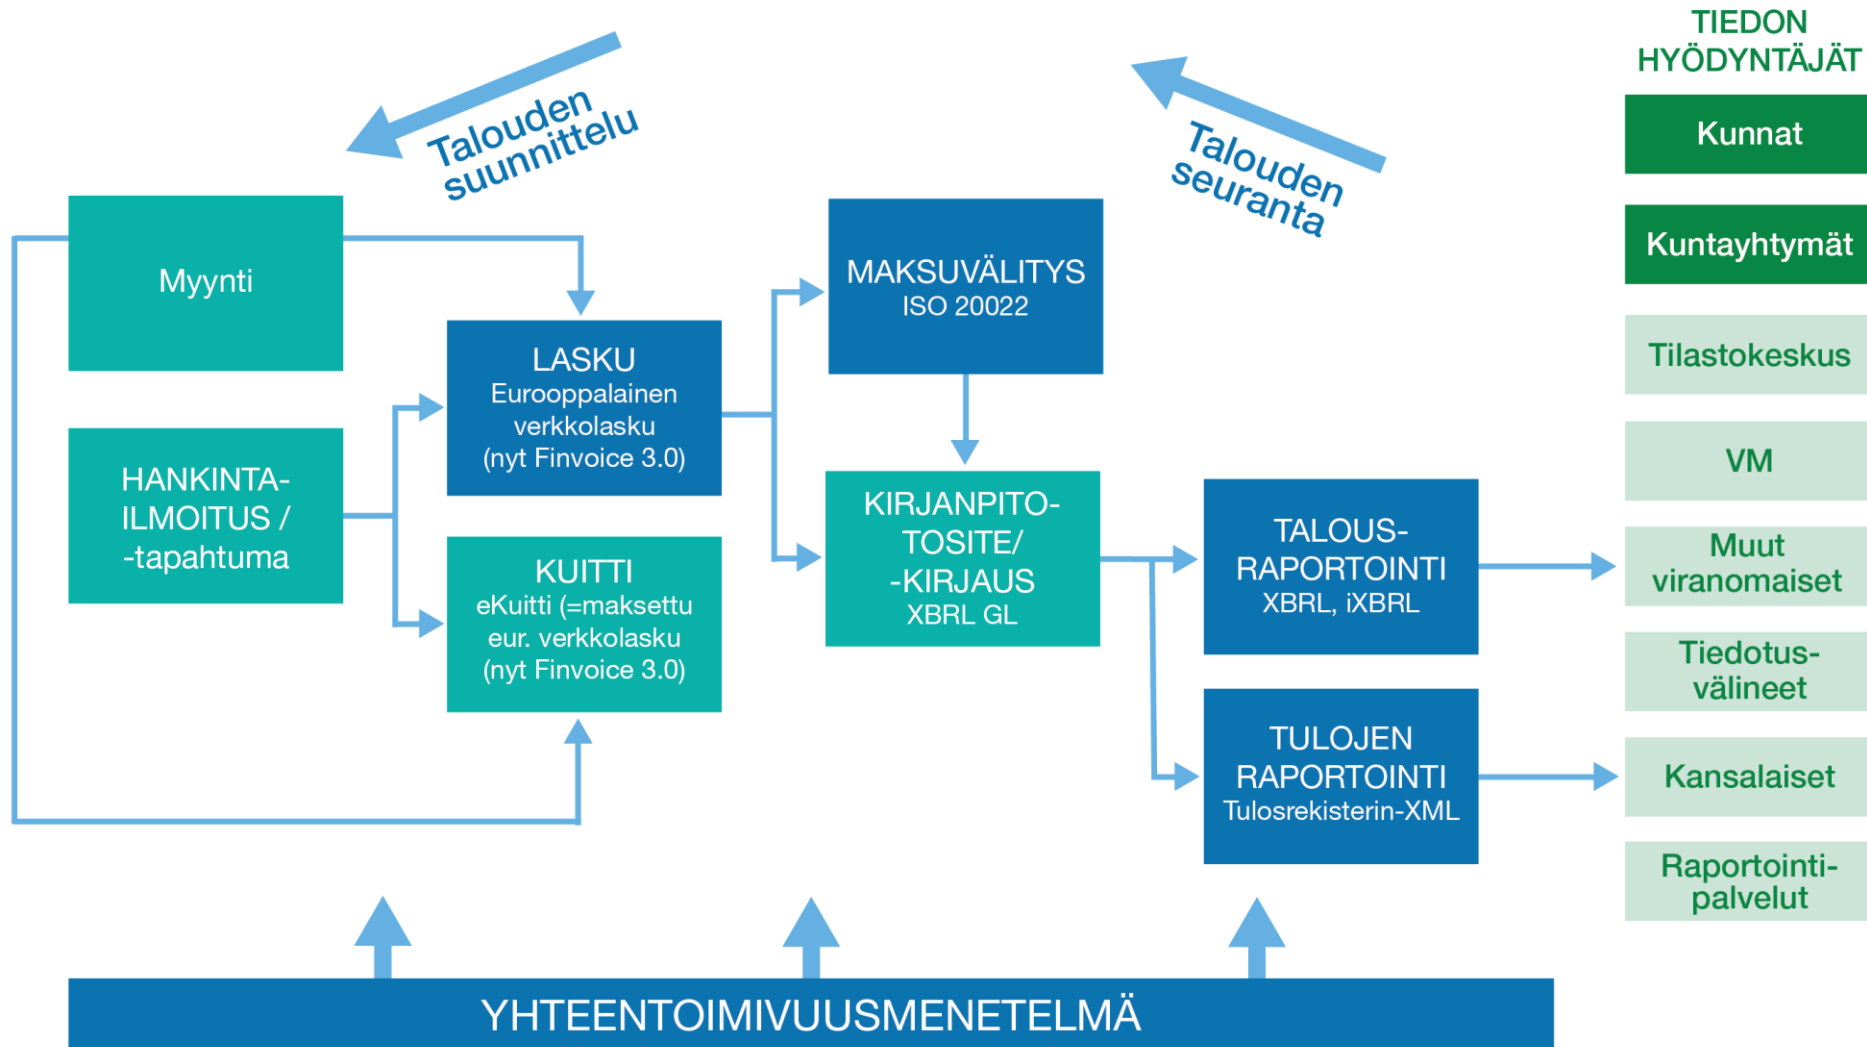 Talouden
suunnittelu
Talouden
seuranta
TIEDON
HYÖDYNTÄJÄT
Myynti
HANKINTA-
ILMOITUS /
-tapahtuma
LASKU
Eurooppalainen
verkkolasku
(nyt Finvoice 3.0)
KUITTI
eKuitti (=maksettu
eur. verkkolasku
(nyt Finvoice 3.0)
MAKSUVÄLITYS
ISO 20022
KIRJANPITO-
TOSITE/
-KIRJAUS
XBRL GL
TALOUS-
RAPORTOINTI
XBRL, iXBRL
TULOJEN
RAPORTOINTI
Tulosrekisterin-XML
Kunnat
Kuntayhtymät
Tilastokeskus
VM
Muut
viranomaiset
Tiedotus-
välineet
Kansalaiset
Raportointi-
palvelut
YHTEENTOIMIVUUSMENETELMÄ